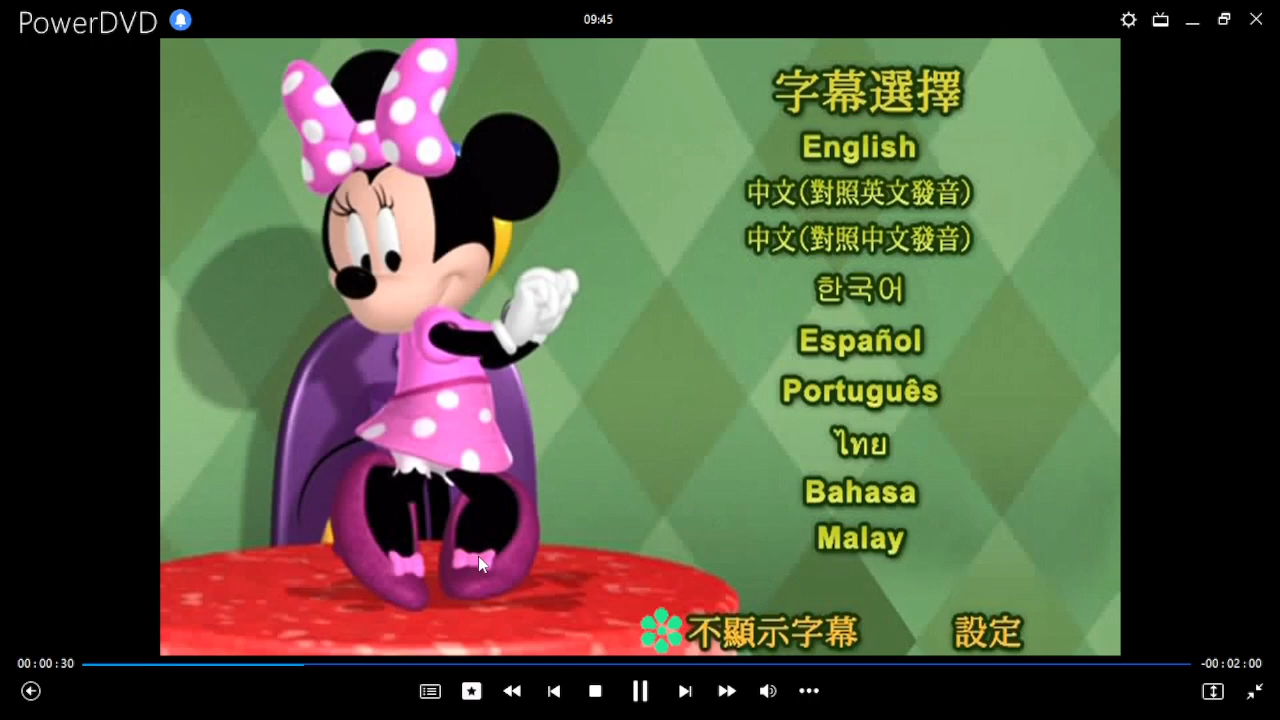 PowerDVD
09:45
字幕選擇
English
中文(對照英文發音)
中文(對照中文發音)
한국어
Español
Português
ไทย
Bahasa
Malay
不顯示字幕 設定
00:00:30 -00:02:00